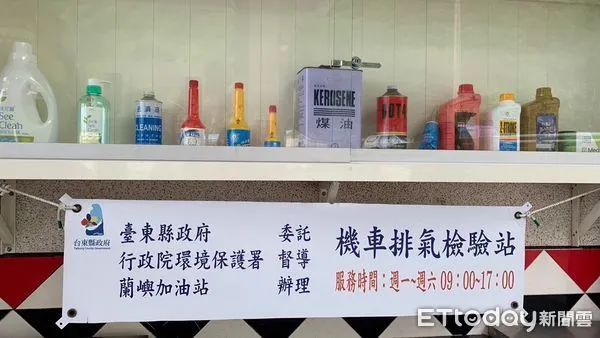 See
Clean
CLEANING
KEROSENE
煤油
DOT4
臺東縣政府
臺東縣政府 委託
行政院環境保護署 督導
蘭嶼加油站 辦理
機車排氣檢驗站
服務時間：週一~週六 09：00~17：00
ETtoday新聞雲